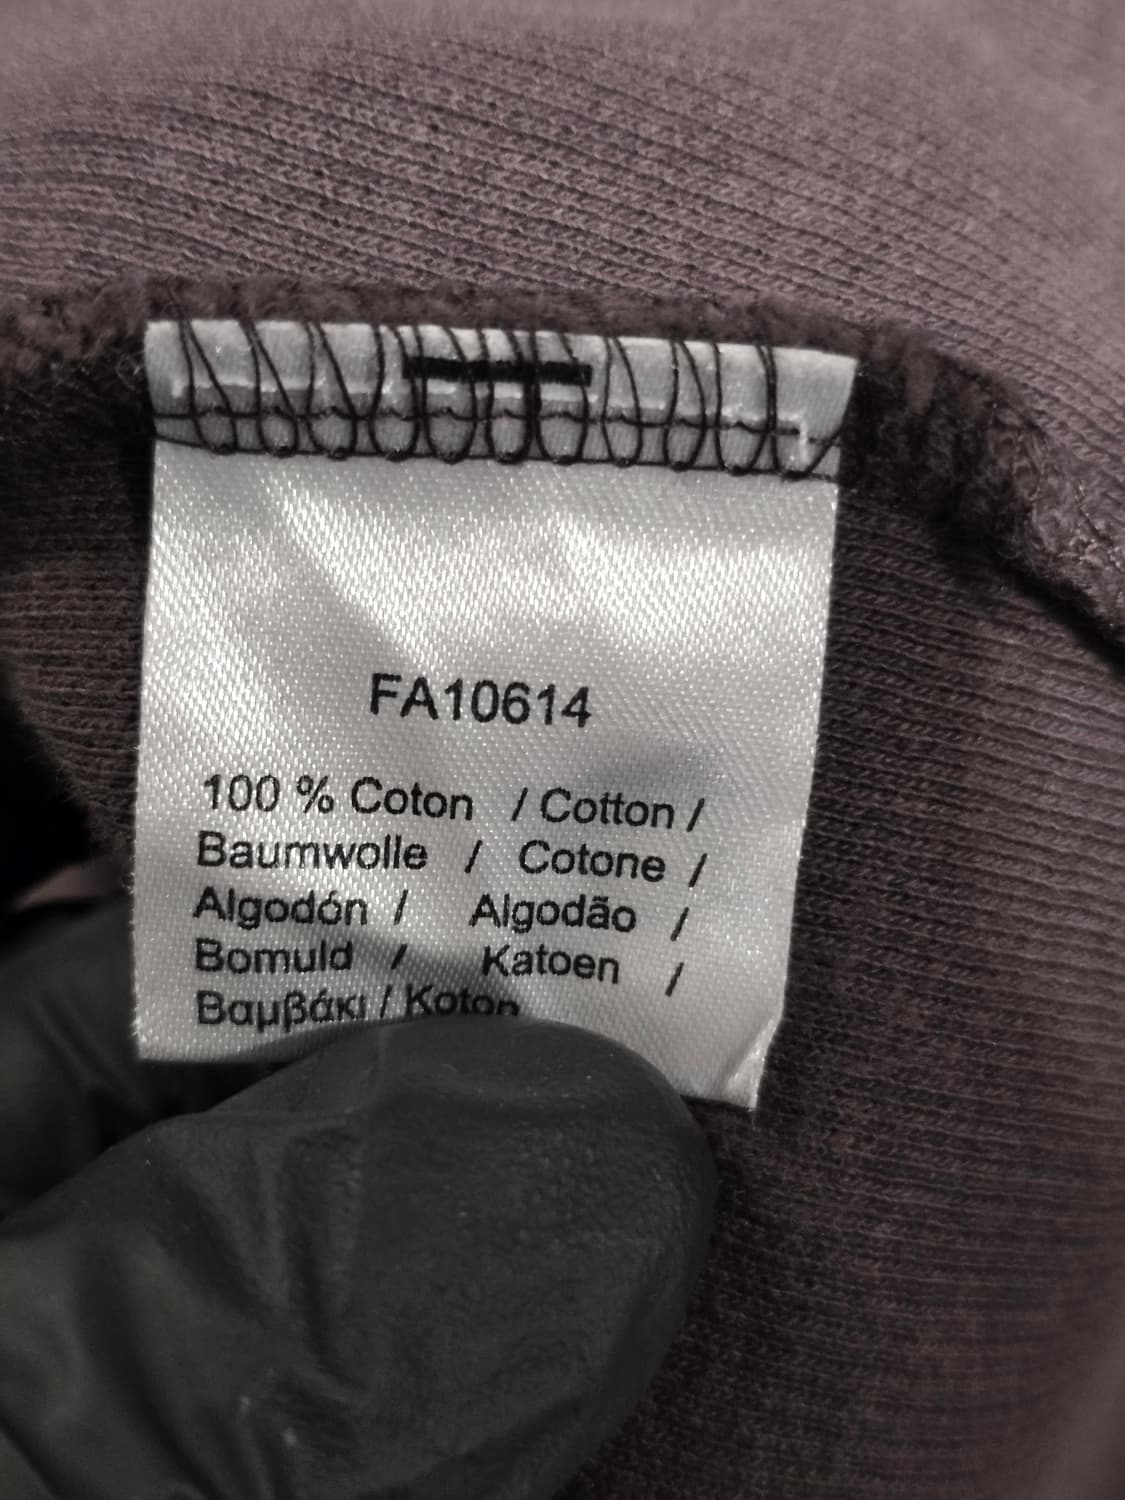 FA10614
100 % Coton / Cotton /
Baumwolle / Cotone /
Algodón / Algodão /
Bomuld / Katoen /
Βαμβάκι / Koton